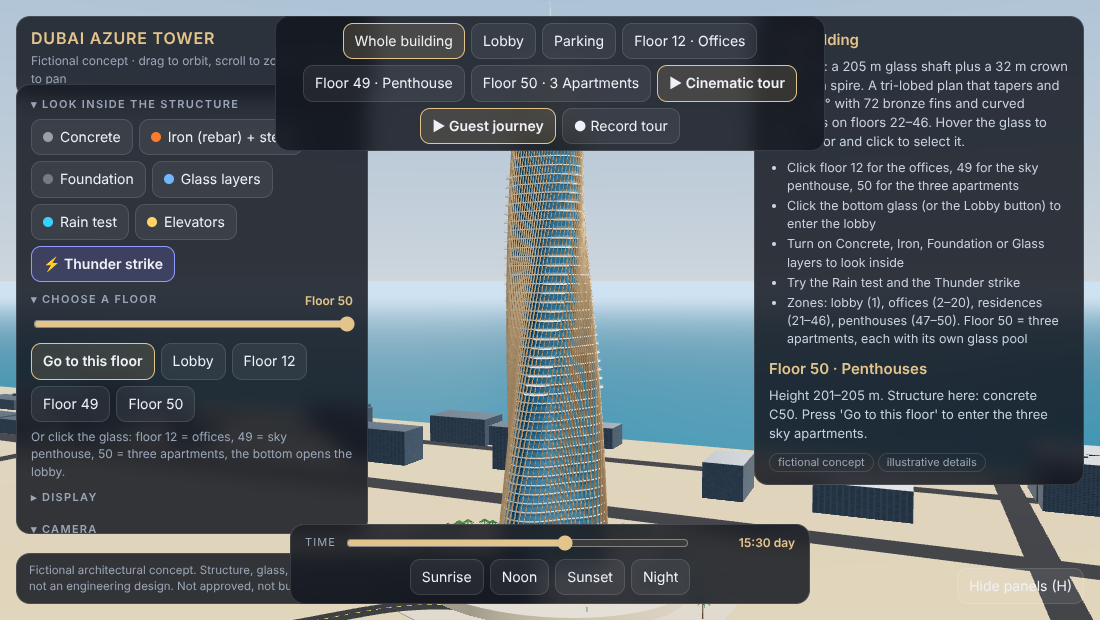 DUBAI AZURE TOWER
Fictional concept · drag to orbit, scroll to
to pan
▾ LOOK INSIDE THE STRUCTURE
Concrete
Iron (rebar) +
Foundation
Glass layers
Rain test
Elevators
⚡ Thunder strike
▾ CHOOSE A FLOOR
Floor 50
Go to this floor
Lobby
Floor 12
Floor 49
Floor 50
Or click the glass: floor 12 = offices, 49 = sky
penthouse, 50 = three apartments, the bottom opens the
lobby.
▸ DISPLAY
▾ CAMERA
Fictional architectural concept. Structure, glass,
not an engineering design. Not approved, not
Whole building
Lobby
Parking
Floor 12 · Offices
Floor 49 · Penthouse
Floor 50 · 3 Apartments
▶ Cinematic tour
▶ Guest journey
● Record tour
TIME
15:30 day
Sunrise
Noon
Sunset
Night
a 205 m glass shaft plus a 32 m crown
spire. A tri-lobed plan that tapers and
° with 72 bronze fins and curved
on floors 22–46. Hover the glass to
or and click to select it.
• Click floor 12 for the offices, 49 for the sky
penthouse, 50 for the three apartments
• Click the bottom glass (or the Lobby button) to
enter the lobby
• Turn on Concrete, Iron, Foundation or Glass
layers to look inside
• Try the Rain test and the Thunder strike
• Zones: lobby (1), offices (2–20), residences
(21–46), penthouses (47–50). Floor 50 = three
apartments, each with its own glass pool
Floor 50 · Penthouses
Height 201–205 m. Structure here: concrete
C50. Press 'Go to this floor' to enter the three
sky apartments.
fictional concept
illustrative details
Hide panels (H)